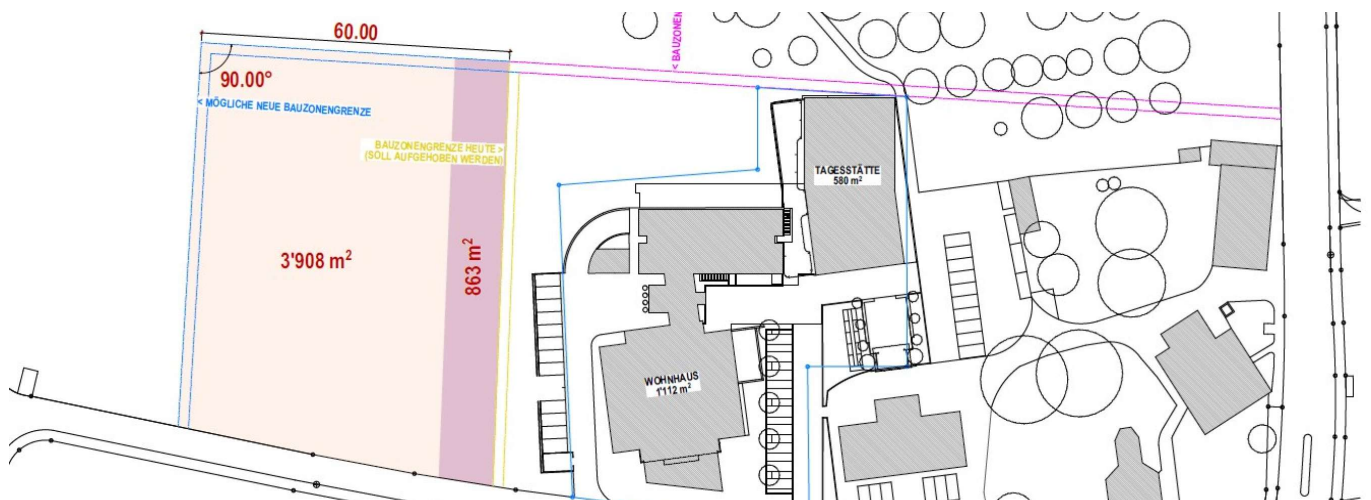 60.00
90.00°
< MÖGLICHE NEUE BAUZONENGRENZE
BAUZONENGRENZE HEUTE >
(SOLL AUFGEHOBEN WERDEN)
3'908 m²
863 m²
< BAUZONEN
TAGESSTÄTTE
580 m²
WOHNHAUS
1'112 m²